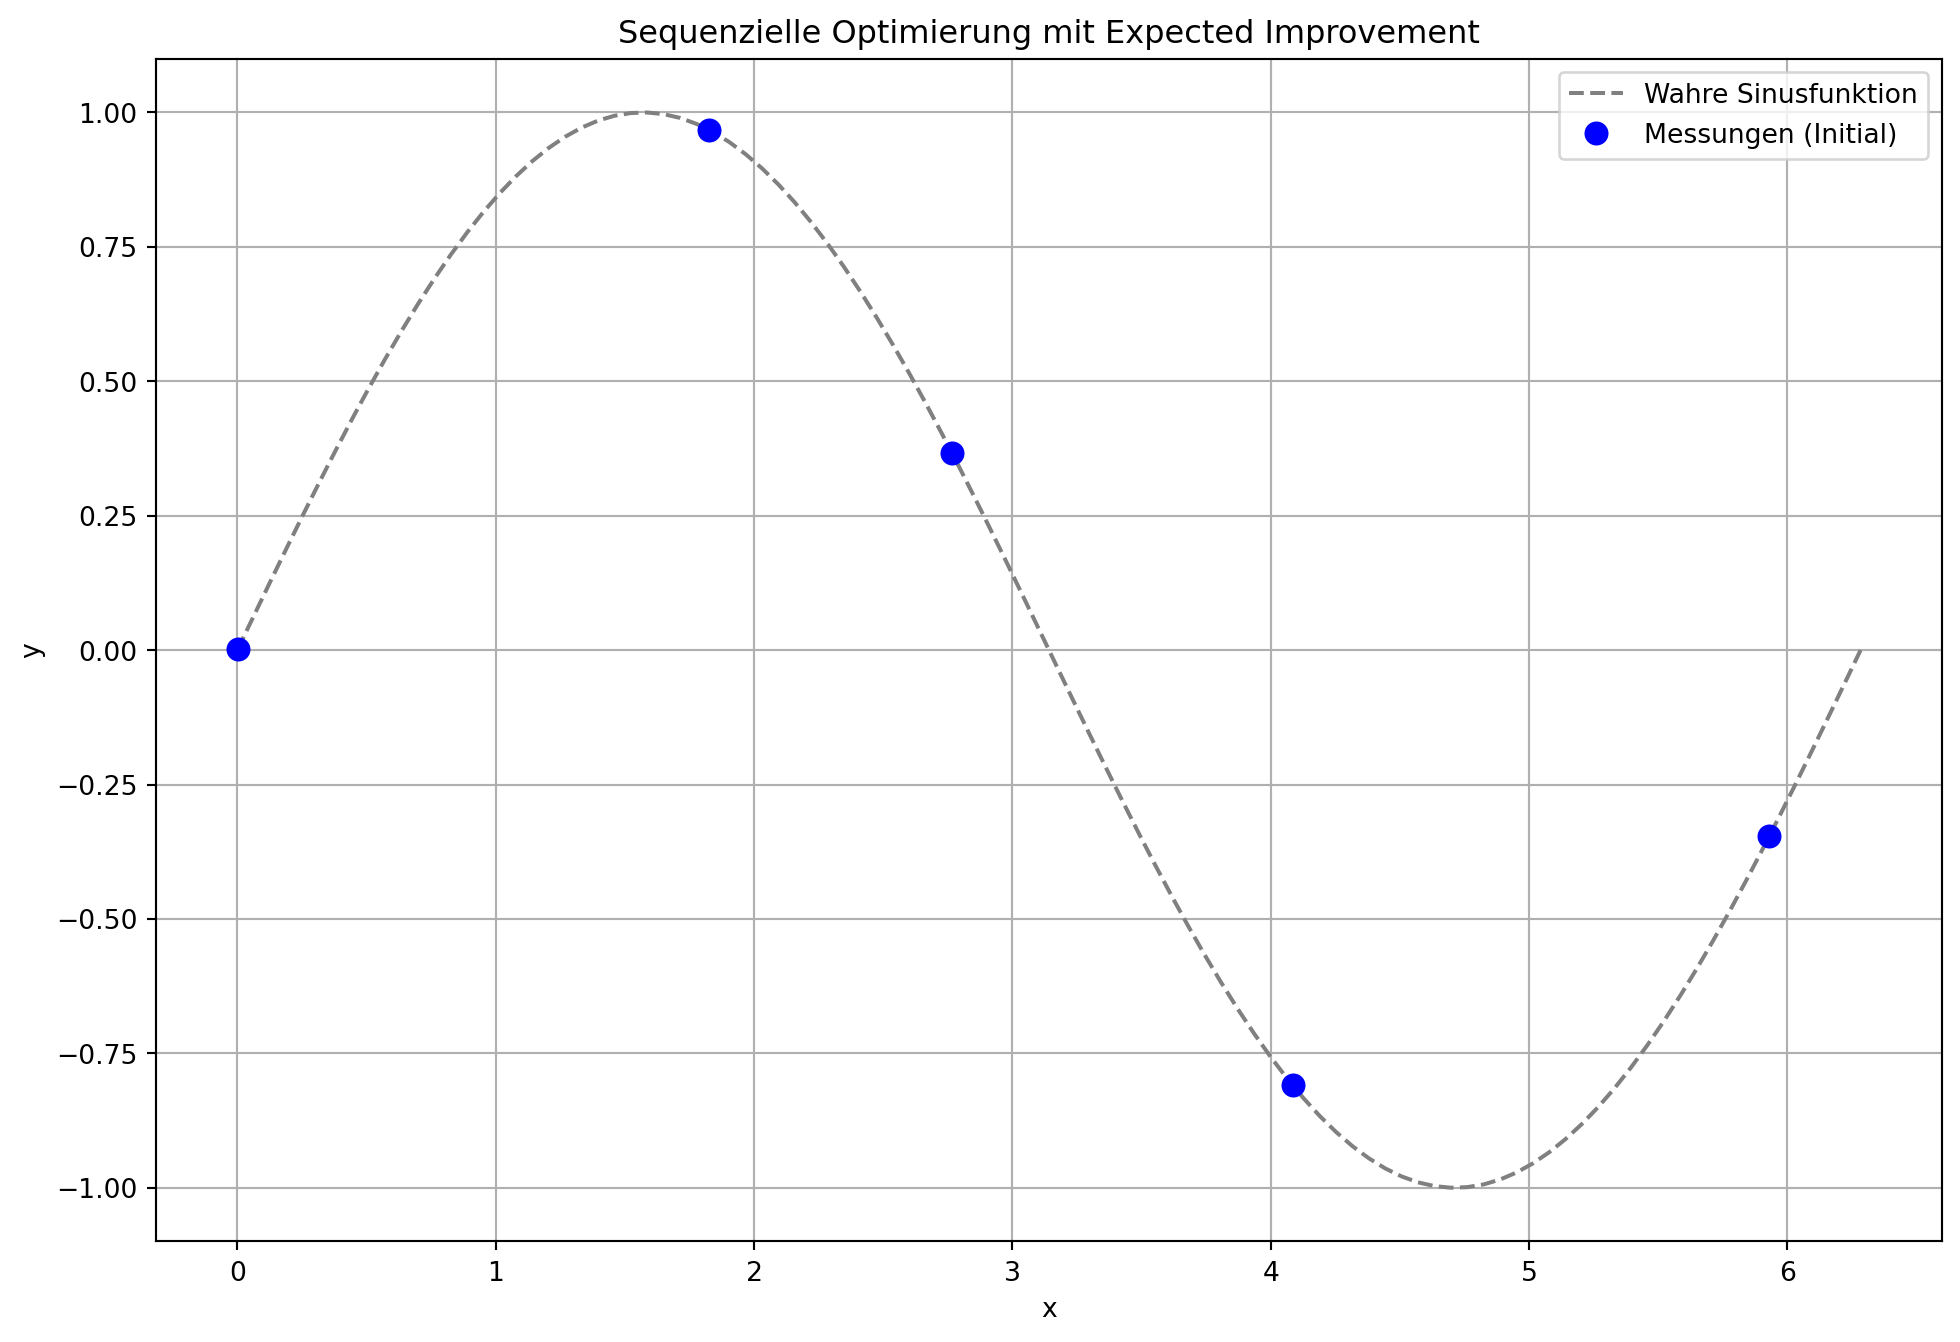 Sequenzielle Optimierung mit Expected Improvement
Wahre Sinusfunktion
Messungen (Initial)
1.00
0.75
0.50
0.25
0.00
−0.25
−0.50
−0.75
−1.00
y
0 1 2 3 4 5 6
x